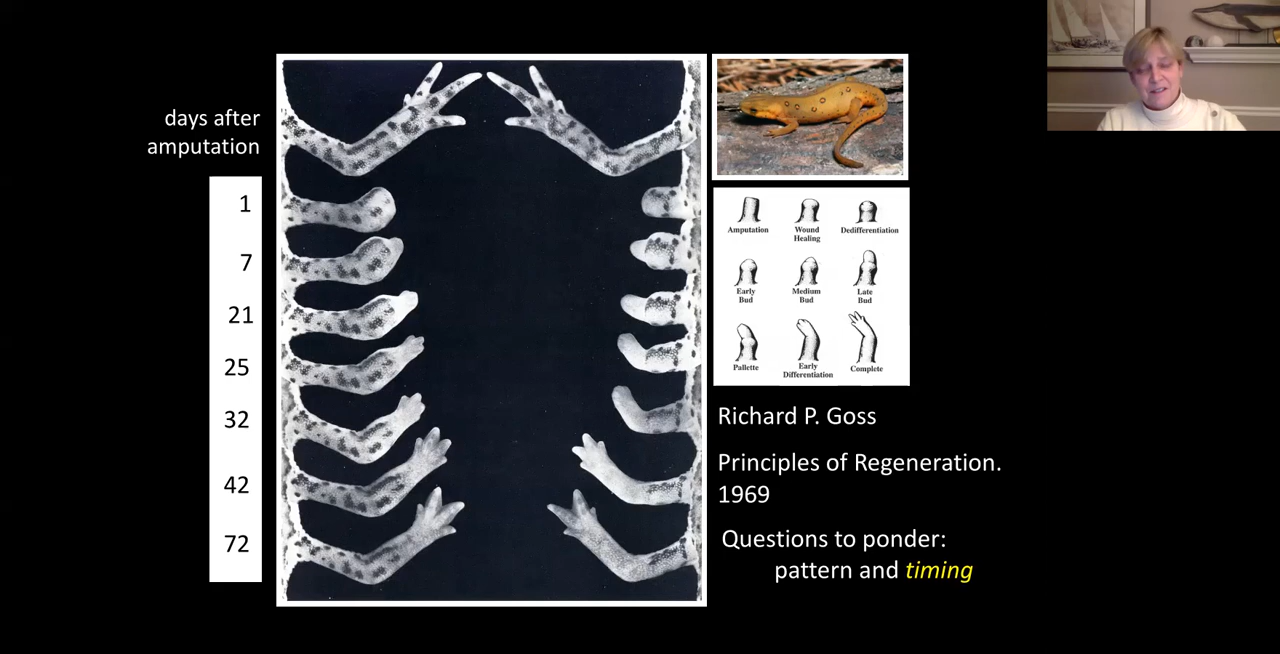 days after
amputation
1
7
21
25
32
42
72
Amputation
Wound
Healing
Dedifferentiation
Early
Bud
Medium
Bud
Late
Bud
Pallette
Early
Differentiation
Complete
Richard P. Goss
Principles of Regeneration.
1969
Questions to ponder:
pattern and timing